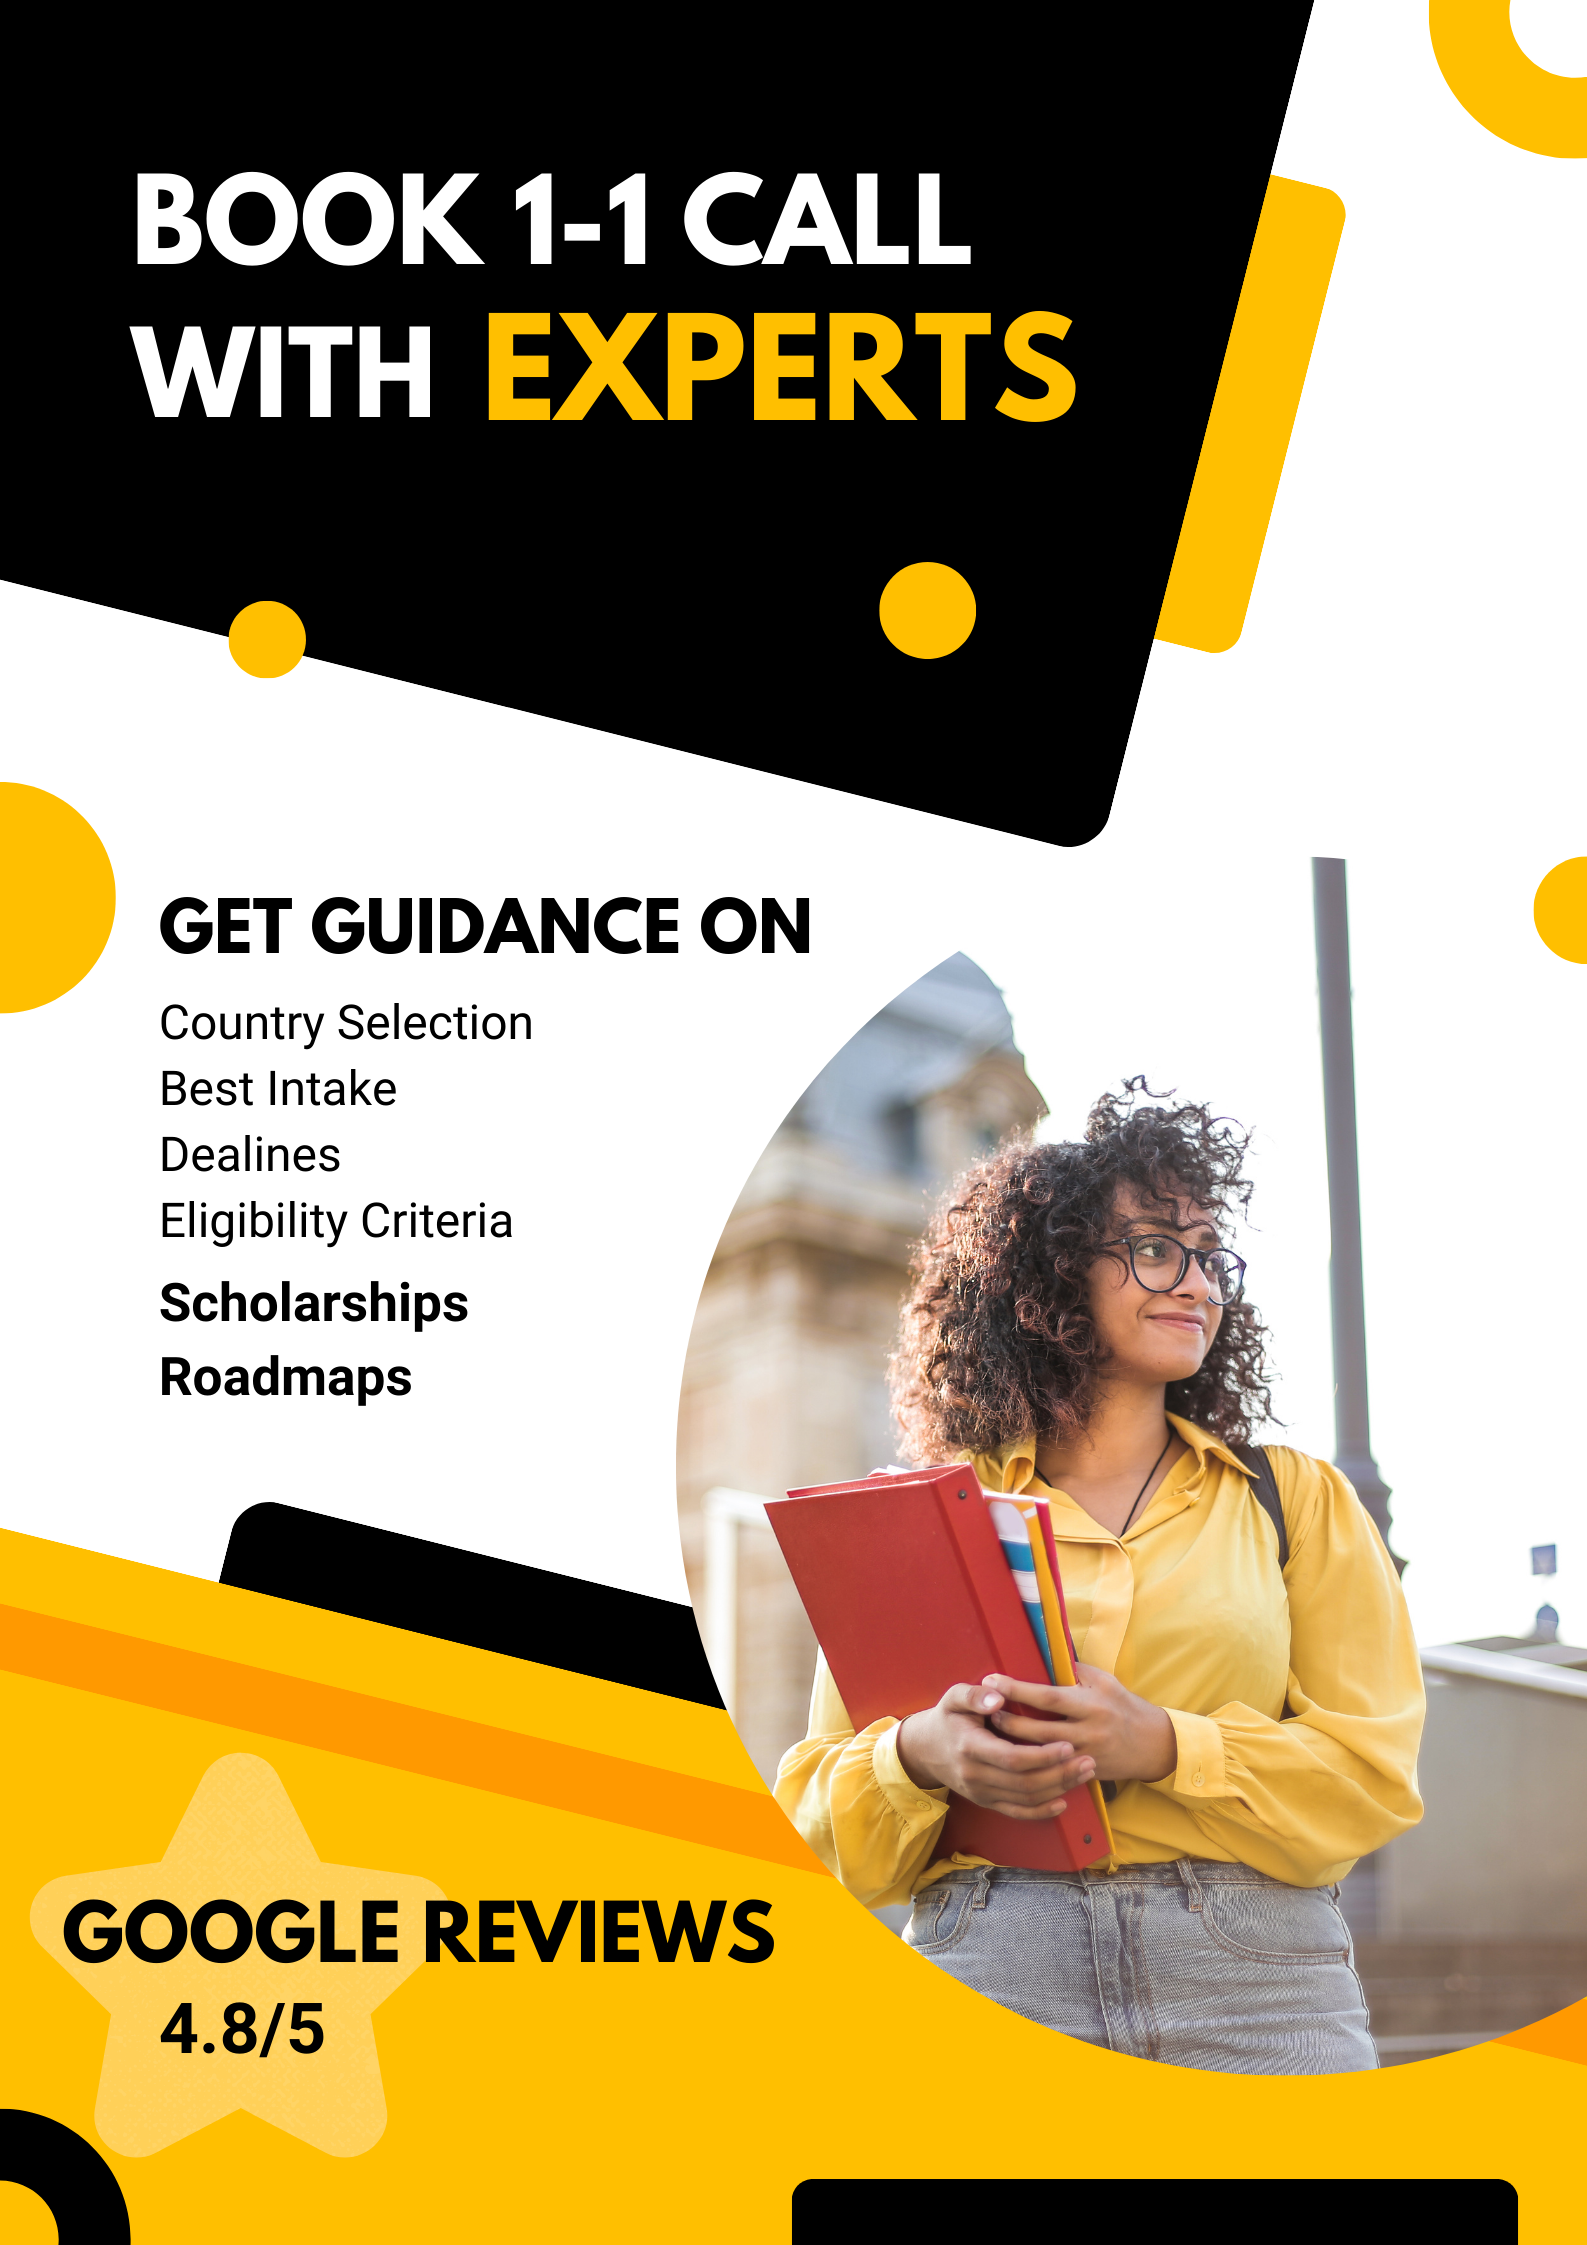 BOOK 1-1 CALL
WITH EXPERTS
GET GUIDANCE ON
Country Selection
Best Intake
Dealines
Eligibility Criteria
Scholarships
Roadmaps
GOOGLE REVIEWS
4.8/5